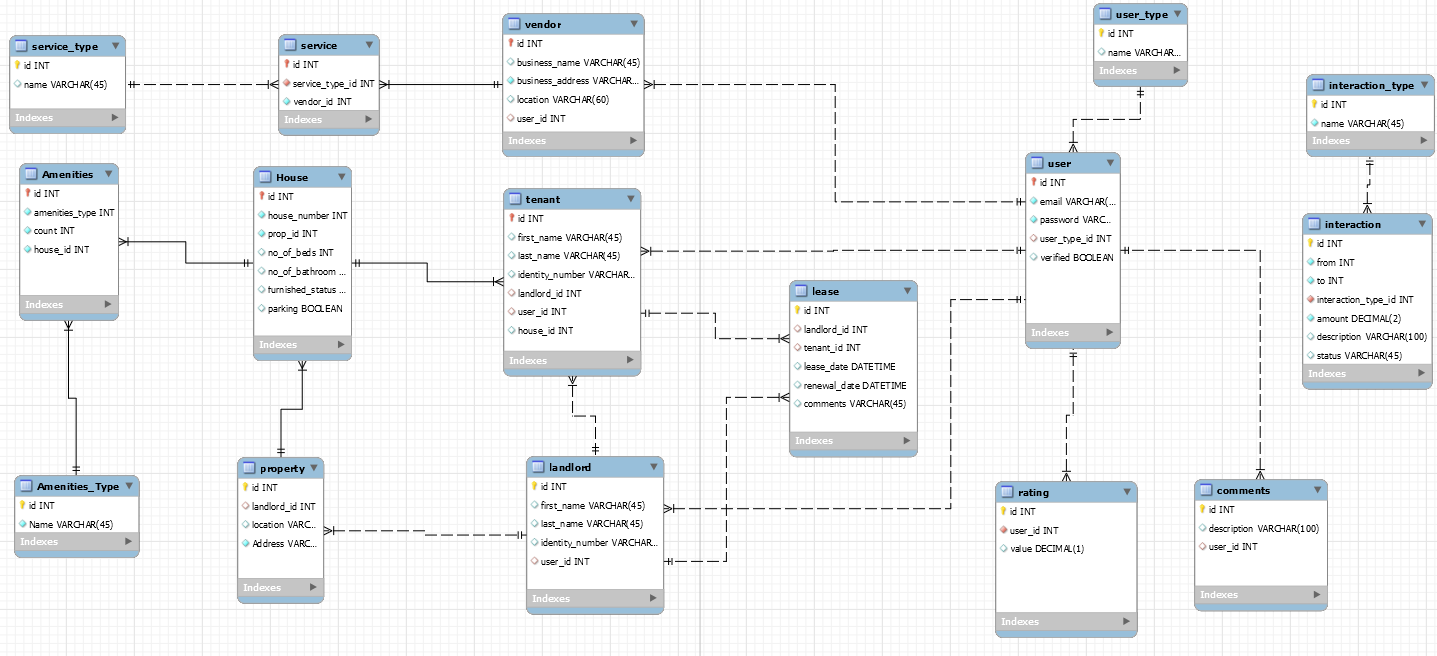 service_type
id INT
name VARCHAR(45)
Indexes
service
id INT
service_type_id INT
vendor_id INT
Indexes
vendor
id INT
business_name VARCHAR(45)
business_address VARCHAR...
location VARCHAR(60)
user_id INT
Indexes
user_type
id INT
name VARCHAR...
Indexes
interaction_type
id INT
name VARCHAR(45)
Indexes
Amenities
id INT
amenities_type INT
count INT
house_id INT
Indexes
House
id INT
house_number INT
prop_id INT
no_of_beds INT
no_of_bathroom ...
furnished_status ...
parking BOOLEAN
Indexes
tenant
id INT
first_name VARCHAR(45)
last_name VARCHAR(45)
identity_number VARCHAR...
landlord_id INT
user_id INT
house_id INT
Indexes
user
id INT
email VARCHAR(...
password VARC...
user_type_id INT
verified BOOLEAN
Indexes
interaction
id INT
from INT
to INT
interaction_type_id INT
amount DECIMAL(2)
description VARCHAR(100)
status VARCHAR(45)
Indexes
lease
id INT
landlord_id INT
tenant_id INT
lease_date DATETIME
renewal_date DATETIME
comments VARCHAR(45)
Indexes
Amenities_Type
id INT
Name VARCHAR(45)
Indexes
property
id INT
landlord_id INT
location VARC...
Address VARC...
Indexes
landlord
id INT
first_name VARCHAR(45)
last_name VARCHAR(45)
identity_number VARCHAR...
user_id INT
Indexes
rating
id INT
user_id INT
value DECIMAL(1)
Indexes
comments
id INT
description VARCHAR(100)
user_id INT
Indexes